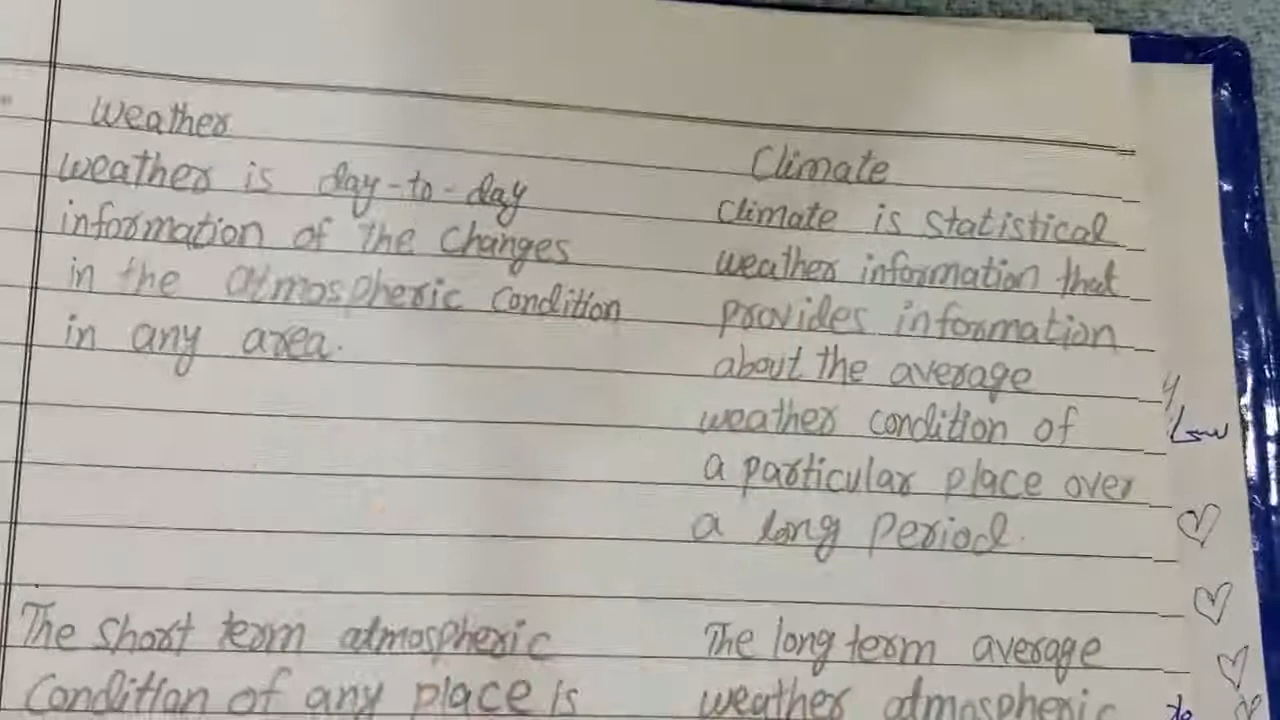 Weather
weather is day-to-day
information of the changes
in the atmospheric condition
in any area.
The short term atmospheric
Condition of any place is
Climate
Climate is statistical
weather information that
provides information
about the average
weather condition of
a particular place over
a long period.
The long term average
weather atmospheric